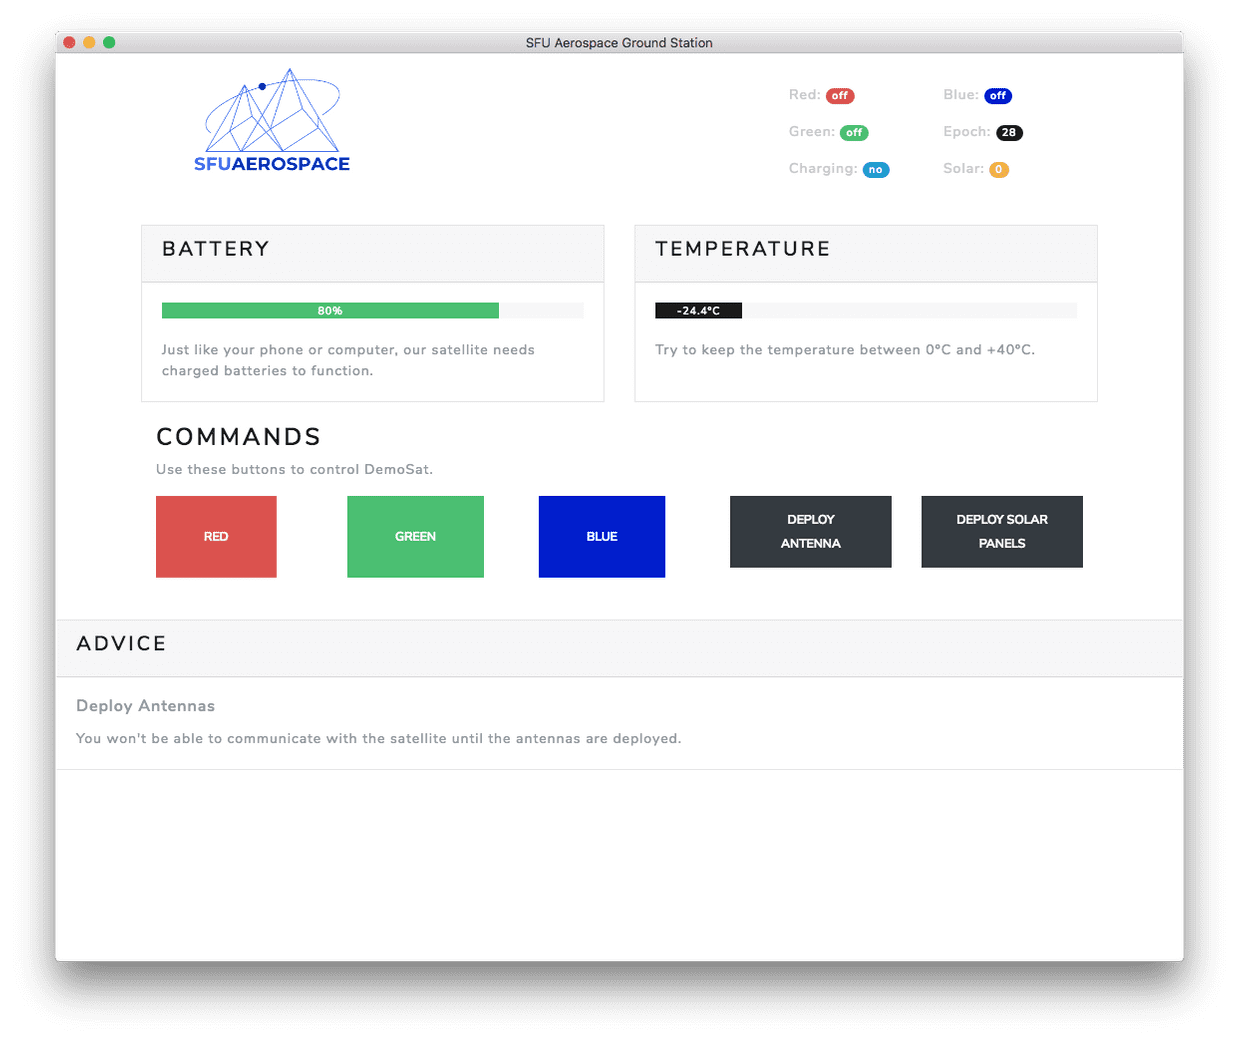 SFU Aerospace Ground Station
SFUAEROSPACE
Red: off
Blue: off
Green: off
Epoch: 28
Charging: no
Solar: 0
BATTERY
80%
Just like your phone or computer, our satellite needs
charged batteries to function.
TEMPERATURE
-24.4°C
Try to keep the temperature between 0°C and +40°C.
COMMANDS
Use these buttons to control DemoSat.
RED
GREEN
BLUE
DEPLOY
ANTENNA
DEPLOY SOLAR
PANELS
ADVICE
Deploy Antennas
You won't be able to communicate with the satellite until the antennas are deployed.